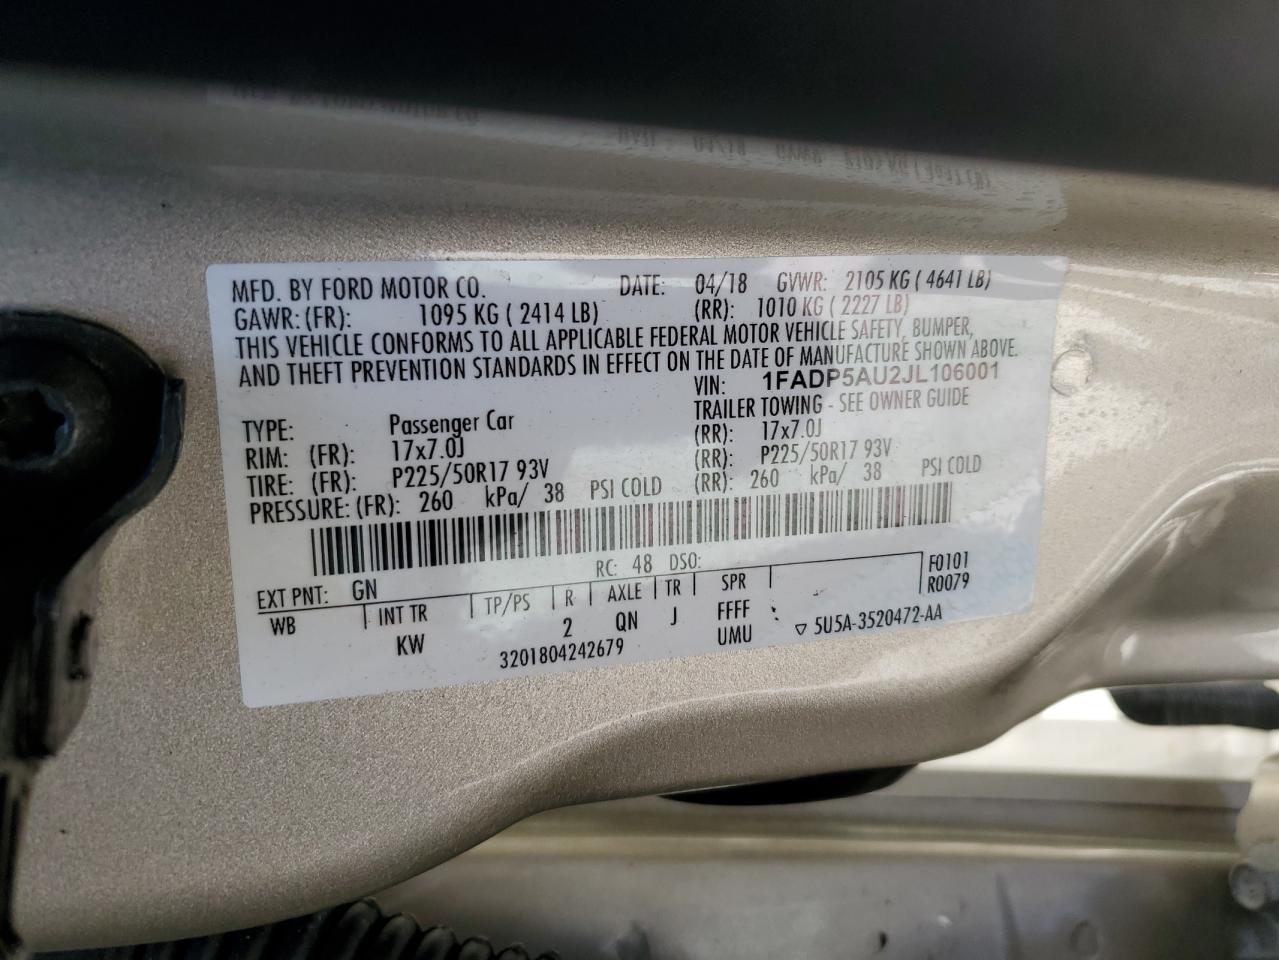 MFD. BY FORD MOTOR CO. DATE: 04/18 GVWR: 2105 KG ( 4641 LB)
GAWR: (FR): 1095 KG ( 2414 LB) (RR): 1010 KG ( 2227 LB)
THIS VEHICLE CONFORMS TO ALL APPLICABLE FEDERAL MOTOR VEHICLE SAFETY, BUMPER,
AND THEFT PREVENTION STANDARDS IN EFFECT ON THE DATE OF MANUFACTURE SHOWN ABOVE.
VIN: 1FADP5AU2JL106001
TYPE: Passenger Car TRAILER TOWING - SEE OWNER GUIDE
RIM: (FR): 17x7.0J (RR): 17x7.0J
TIRE: (FR): P225/50R17 93V (RR): P225/50R17 93V
PRESSURE: (FR): 260 kPa/ 38 PSI COLD (RR): 260 kPa/ 38 PSI COLD
RC: 48 DSO:
EXT PNT: GN F0101
WB INT TR TP/PS R AXLE TR SPR R0079
KW 2 QN J FFFF
3201804242679 UMU ▽ 5U5A-3520472-AA